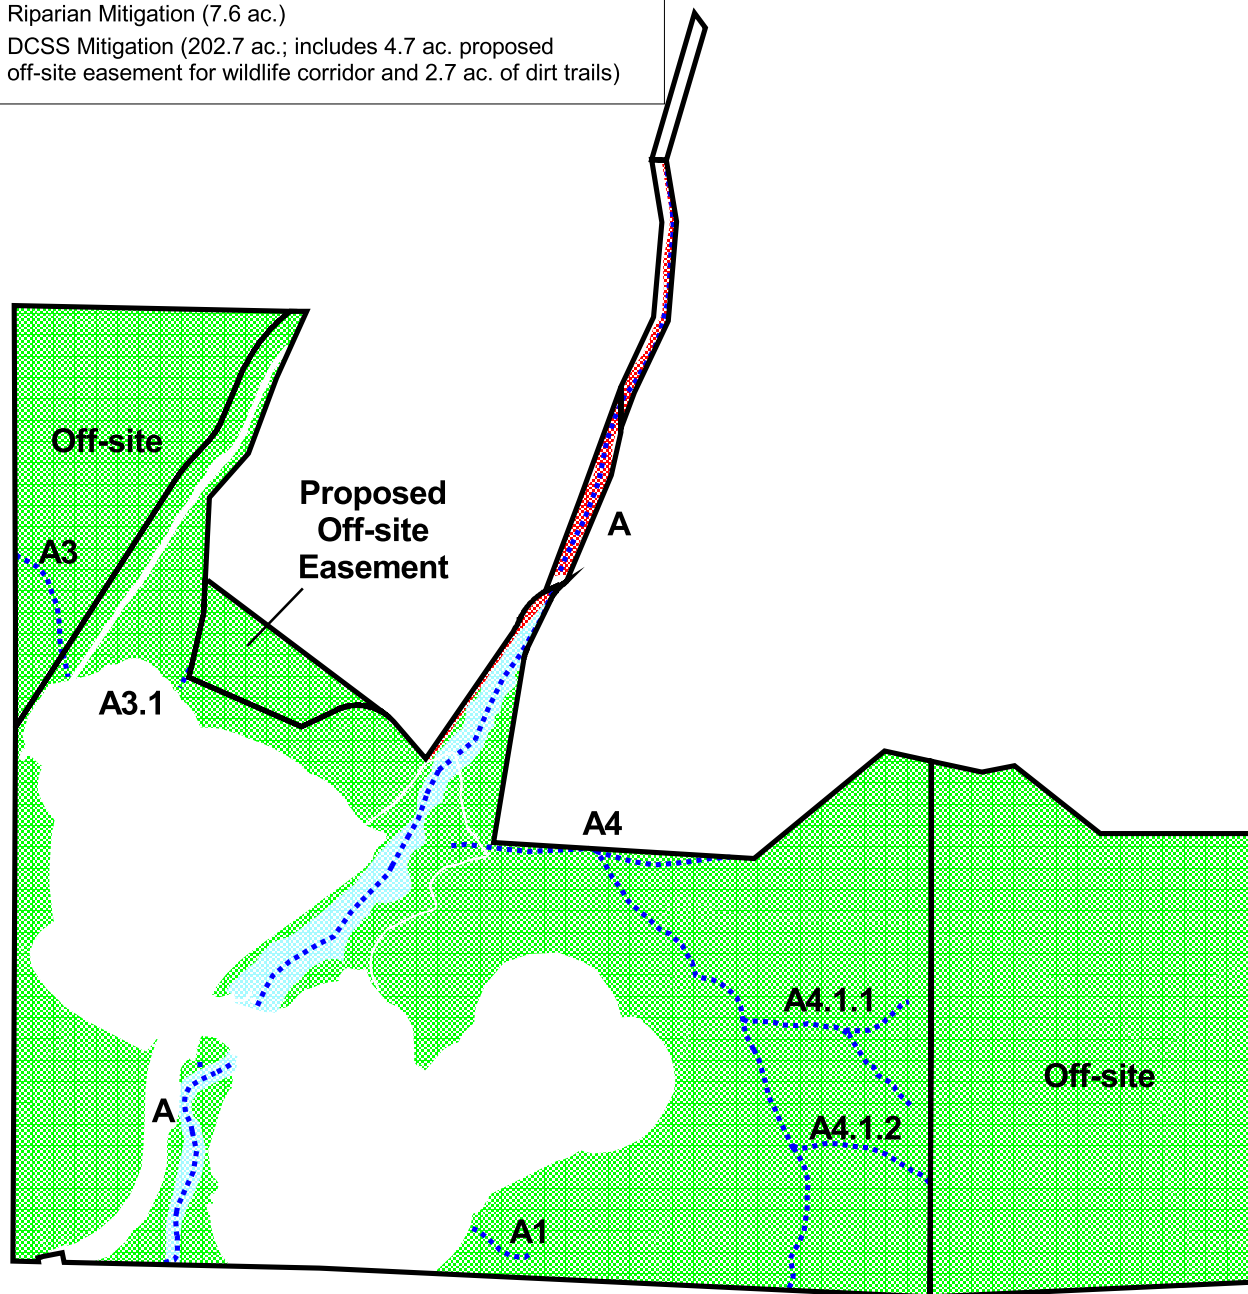 Riparian Mitigation (7.6 ac.)
DCSS Mitigation (202.7 ac.; includes 4.7 ac. proposed
off-site easement for wildlife corridor and 2.7 ac. of dirt trails)
Off-site
Proposed
Off-site
Easement
A
A3
A3.1
A4
A4.1.1
Off-site
A
A4.1.2
A1